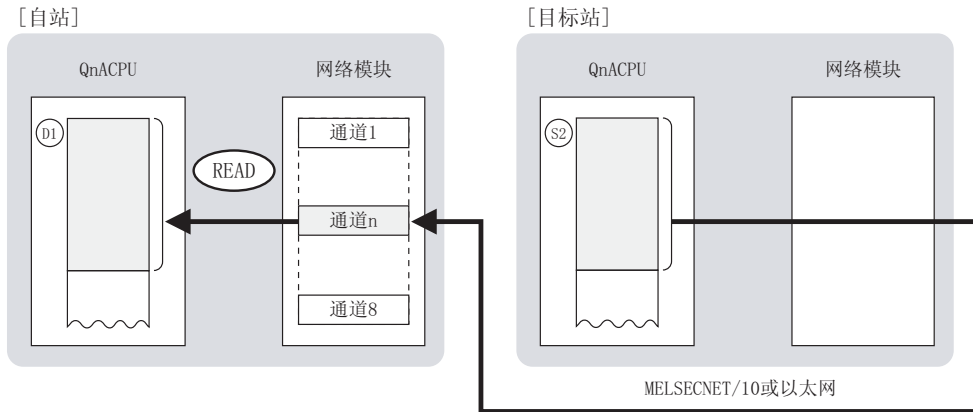 [自站]
[目标站]
QnACPU
网络模块
QnACPU
网络模块
D1
通道1
READ
通道n
通道8
S2
MELSECNET/10或以太网